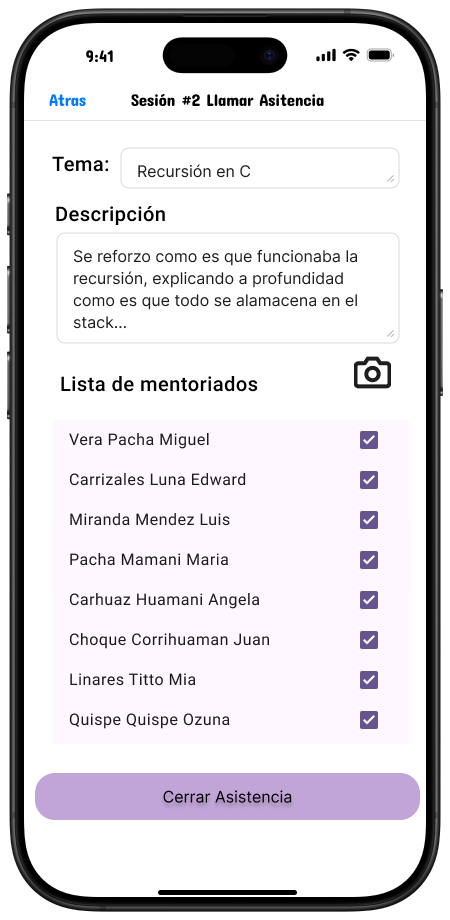 9:41
Atras Sesión #2 Llamar Asitencia
Tema: Recursión en C
Descripción
Se reforzo como es que funcionaba la
recursión, explicando a profundidad
como es que todo se alamacena en el
stack...
Lista de mentoriados
Vera Pacha Miguel
Carrizales Luna Edward
Miranda Mendez Luis
Pacha Mamani Maria
Carhuaz Huamani Angela
Choque Corrihuaman Juan
Linares Titto Mia
Quispe Quispe Ozuna
Cerrar Asistencia